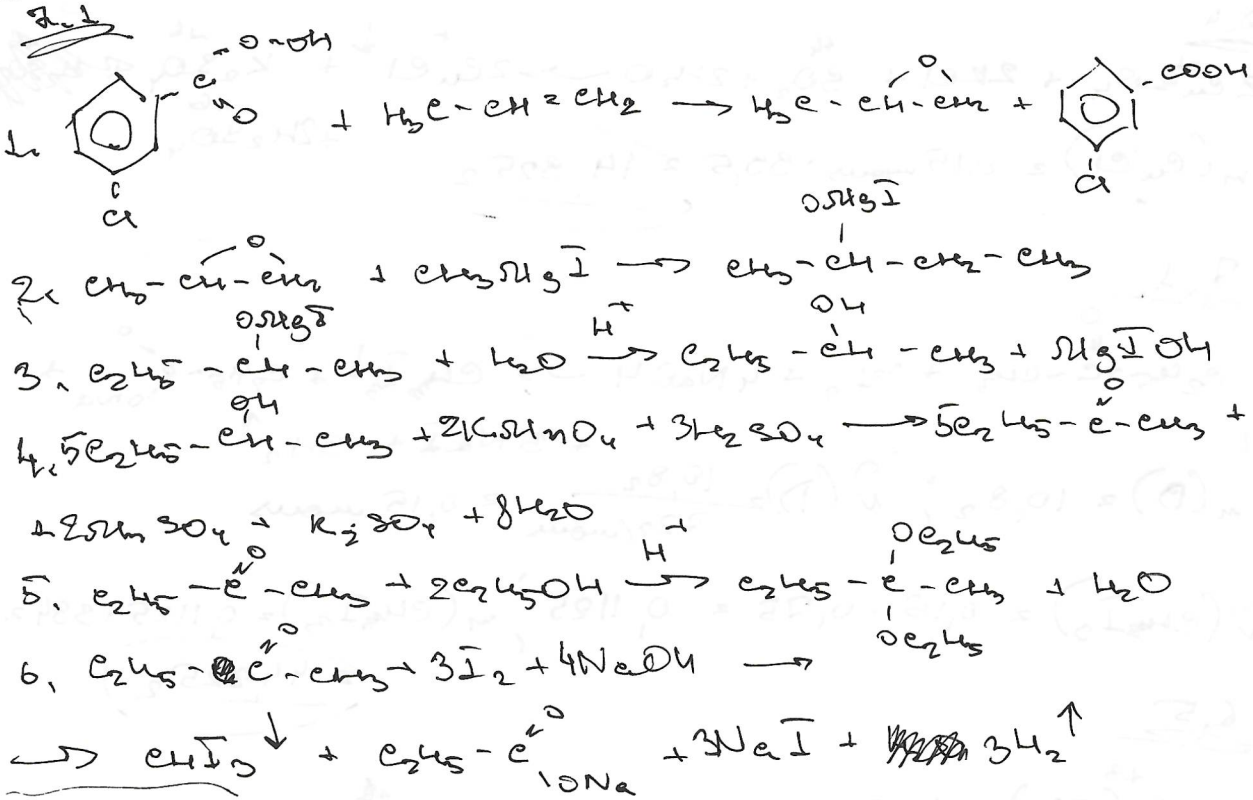 7.1
1. C6H4(Cl)-C(=O)-O-OH + H3C-CH=CH2 → H3C-CH(O)CH2 + C6H4(Cl)-COOH
2. CH3-CH(O)CH2 + CH3MgI → CH3-CH(OMgI)-CH2-CH3
3. C2H5-CH(OMgI)-CH3 + H2O →(H+) C2H5-CH(OH)-CH3 + MgIOH
4. 5C2H5-CH(OH)-CH3 + 2KMnO4 + 3H2SO4 → 5C2H5-C(=O)-CH3 +
+ 2MnSO4 + K2SO4 + 8H2O
5. C2H5-C(=O)-CH3 + 2C2H5OH →(H+) C2H5-C(OC2H5)(OC2H5)-CH3 + H2O
6. C2H5-C(=O)-CH3 + 3I2 + 4NaOH →
→ CHI3↓ + C2H5-C(=O)ONa + 3NaI + 3H2↑